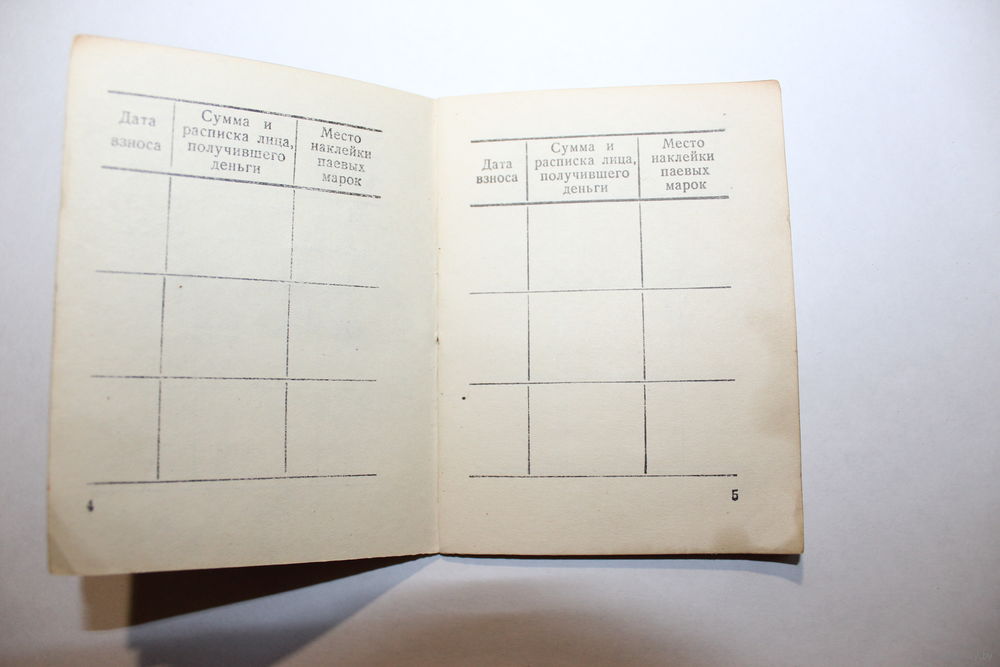 Дата
взноса
Сумма и
расписка лица,
получившего
деньги
Место
наклейки
паевых
марок
4
Дата
взноса
Сумма и
расписка лица,
получившего
деньги
Место
наклейки
паевых
марок
5